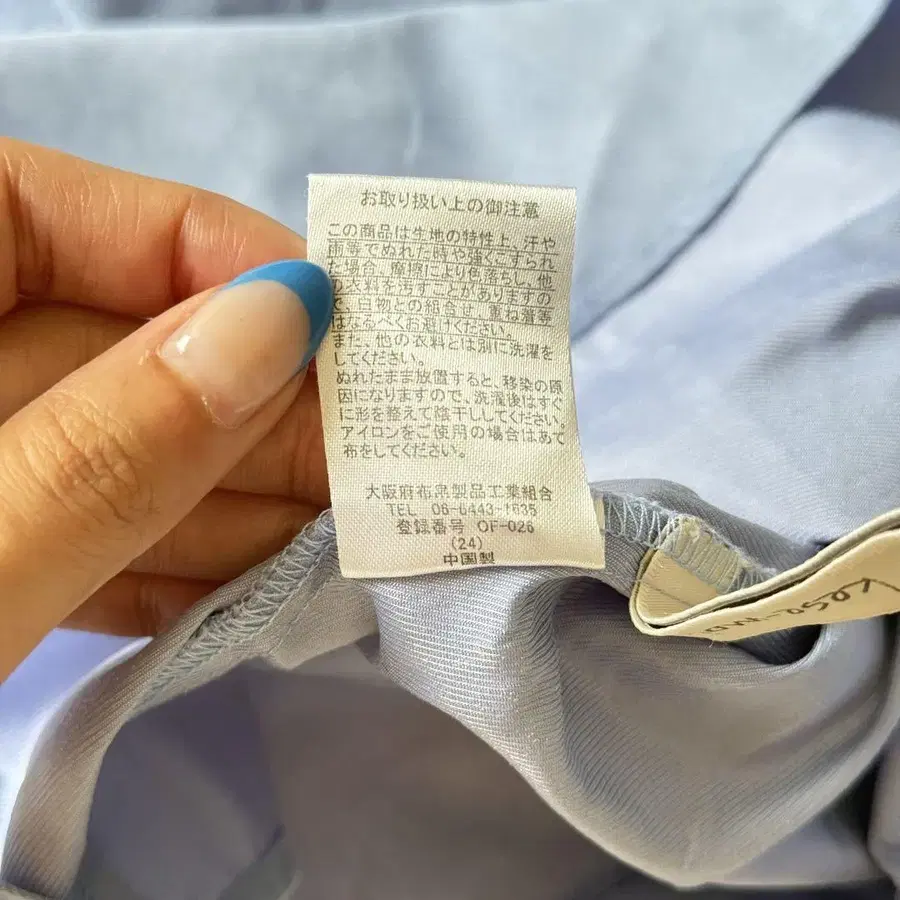 お取り扱い上の御注意
この商品は生地の特性上、汗や
雨等でぬれた時や強くこすられ
た場合、摩擦により色落ちし、他
の衣料を汚すことがありますの
で、白物との組合せ、重ね着等
はなるべくお避けください。
また、他の衣料とは別に洗濯を
してください。
ぬれたまま放置すると、移染の原
因になりますので、洗濯後はすぐ
に形を整えて陰干ししてください。
アイロンをご使用の場合はあて
布をしてください。
大阪府布帛製品工業組合
TEL 06-6443-1635
登録番号 OF-026
(24)
中国製